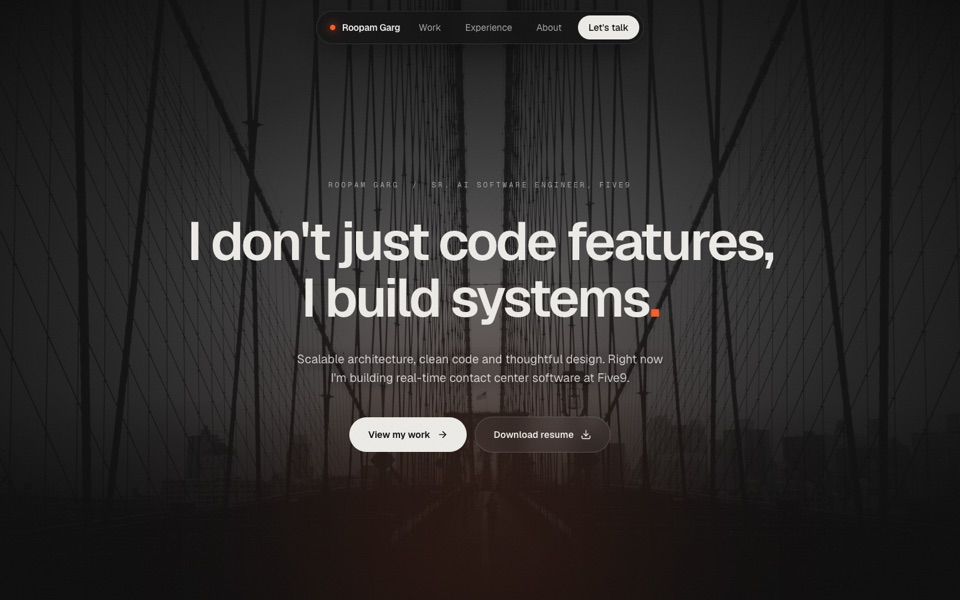 Roopam Garg Work Experience About Let's talk
ROOPAM GARG / SR. AI SOFTWARE ENGINEER, FIVE9
I don't just code features,
I build systems.
Scalable architecture, clean code and thoughtful design. Right now
I'm building real-time contact center software at Five9.
View my work → Download resume